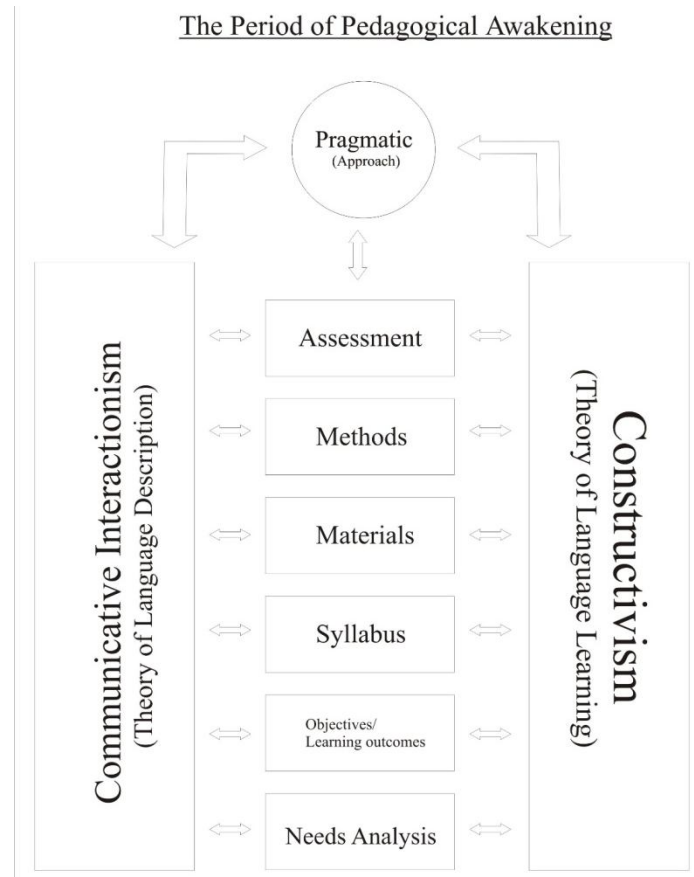 The Period of Pedagogical Awakening
Pragmatic
(Approach)
Communicative Interactionism
(Theory of Language Description)
Assessment
Methods
Materials
Syllabus
Objectives/
Learning outcomes
Needs Analysis
Constructivism
(Theory of Language Learning)